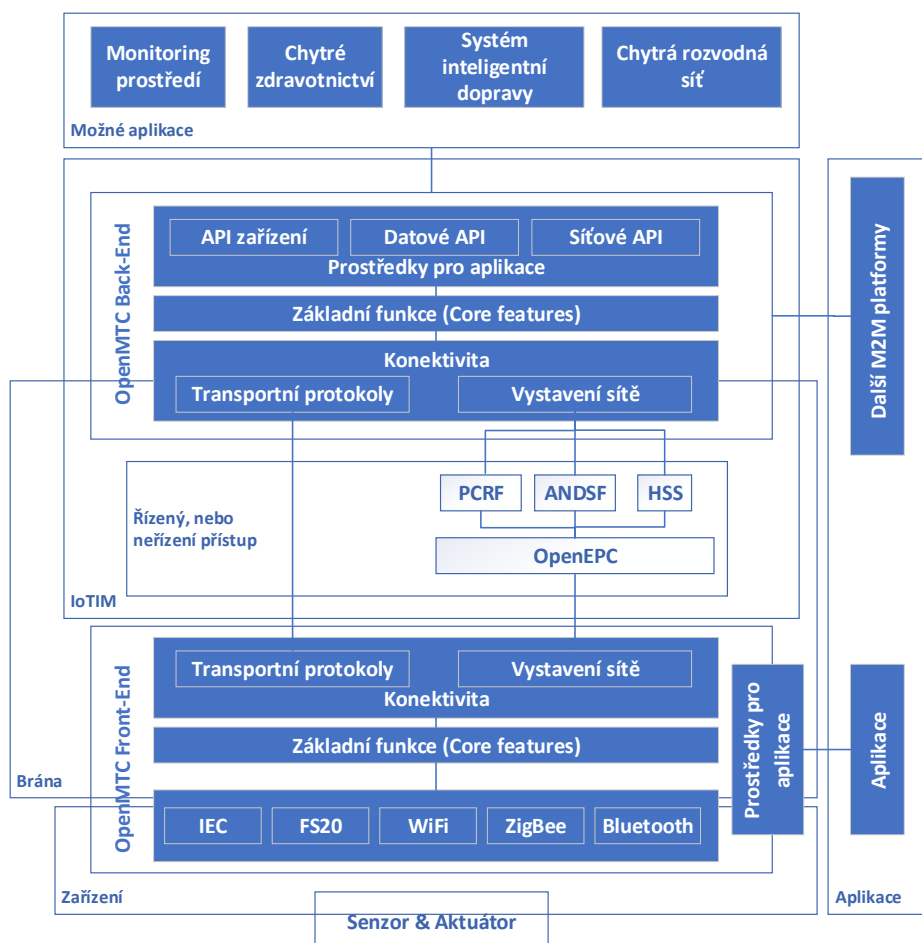 Monitoring
prostředí
Chytré
zdravotnictví
Systém
inteligentní
dopravy
Chytrá rozvodná
síť
Možné aplikace
OpenMTC Back-End
API zařízení
Datové API
Síťové API
Prostředky pro aplikace
Základní funkce (Core features)
Konektivita
Transportní protokoly
Vystavení sítě
Další M2M platformy
PCRF
ANDSF
HSS
Řízený, nebo
neřízení přístup
OpenEPC
IoTIM
OpenMTC Front-End
Transportní protokoly
Vystavení sítě
Konektivita
Základní funkce (Core features)
Prostředky pro
aplikace
Aplikace
Brána
IEC
FS20
WiFi
ZigBee
Bluetooth
Zařízení
Aplikace
Senzor & Aktuátor